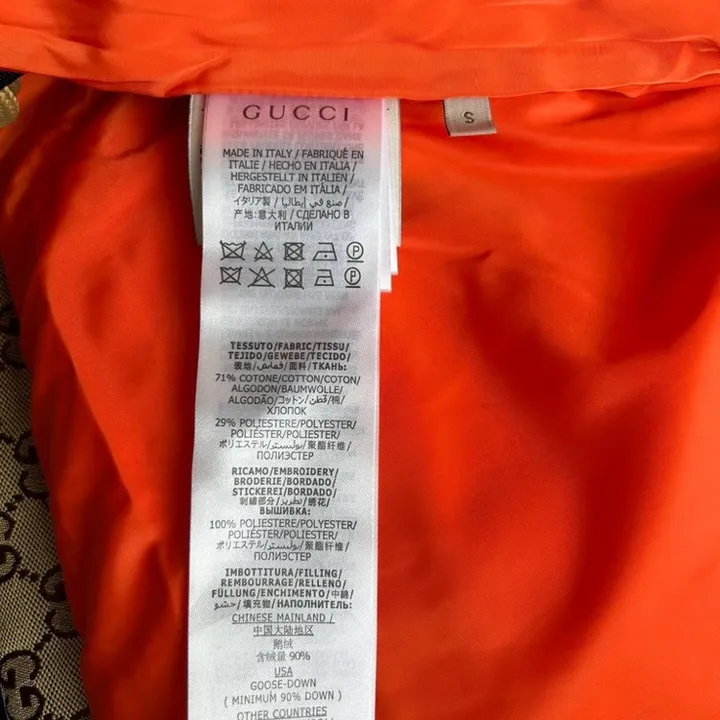 GUCCI
S
MADE IN ITALY / FABRIQUÉ EN
ITALIE / HECHO EN ITALIA /
HERGESTELLT IN ITALIEN /
FABRICADO EM ITÁLIA /
イタリア製 / صنع في إيطاليا /
产地:意大利 / СДЕЛАНО В
ИТАЛИИ
P
P
TESSUTO/FABRIC/TISSU/
TEJIDO/GEWEBE/TECIDO/
表地/قماش/面料/ТКАНЬ:
71% COTONE/COTTON/COTON/
ALGODON/BAUMWOLLE/
ALGODÃO/コットン/قطن/棉/
ХЛОПОК
29% POLIESTERE/POLYESTER/
POLIÉSTER/POLIESTER/
ポリエステル/بوليستر/聚酯纤维/
ПОЛИЭСТЕР
RICAMO/EMBROIDERY/
BRODERIE/BORDADO/
STICKEREI/BORDADO/
刺繍部分/تطريز/绣花/
ВЫШИВКА:
100% POLIESTERE/POLYESTER/
POLIÉSTER/POLIESTER/
ポリエステル/بوليستر/聚酯纤维/
ПОЛИЭСТЕР
IMBOTTITURA/FILLING/
REMBOURRAGE/RELLENO/
FÜLLUNG/ENCHIMENTO/中綿/
حشو/填充物/НАПОЛНИТЕЛЬ:
CHINESE MAINLAND /
中国大陆地区
鹅绒
含绒量 90%
USA
GOOSE-DOWN
( MINIMUM 90% DOWN )
OTHER COUNTRIES